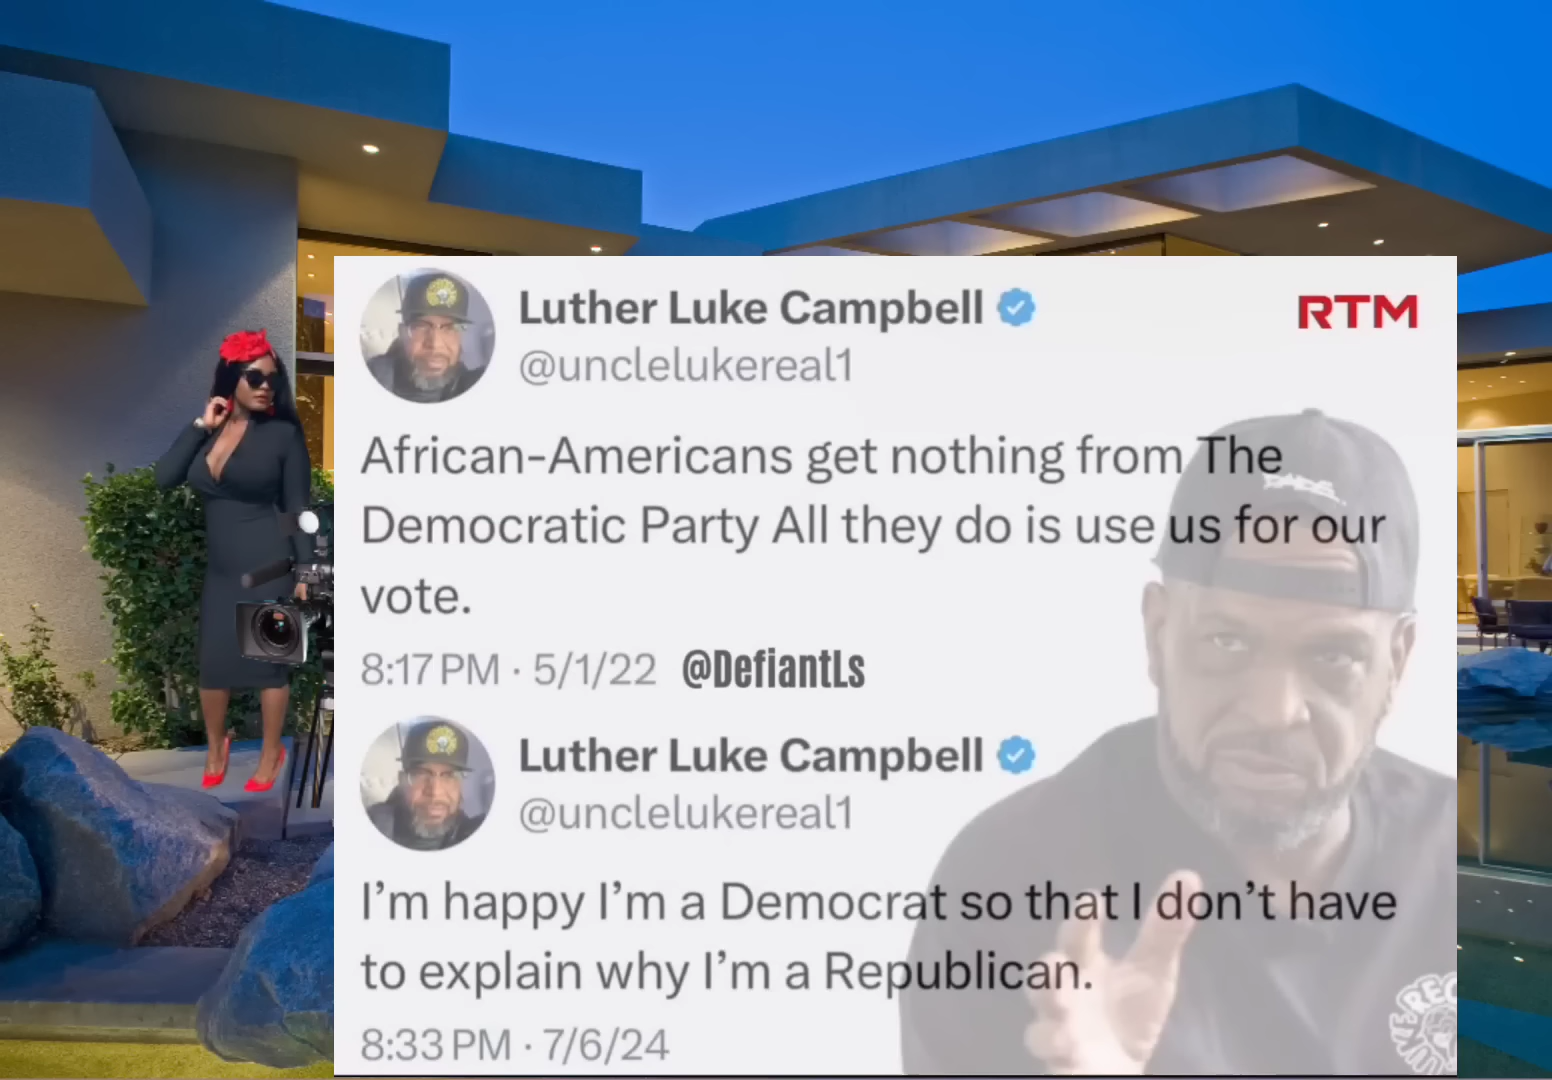 Luther Luke Campbell
RTM
@unclelukereal1
African-Americans get nothing from The
Democratic Party All they do is use us for our
vote.
8:17 PM · 5/1/22 @DefiantLs
Luther Luke Campbell
@unclelukereal1
I’m happy I’m a Democrat so that I don’t have
to explain why I’m a Republican.
8:33 PM · 7/6/24